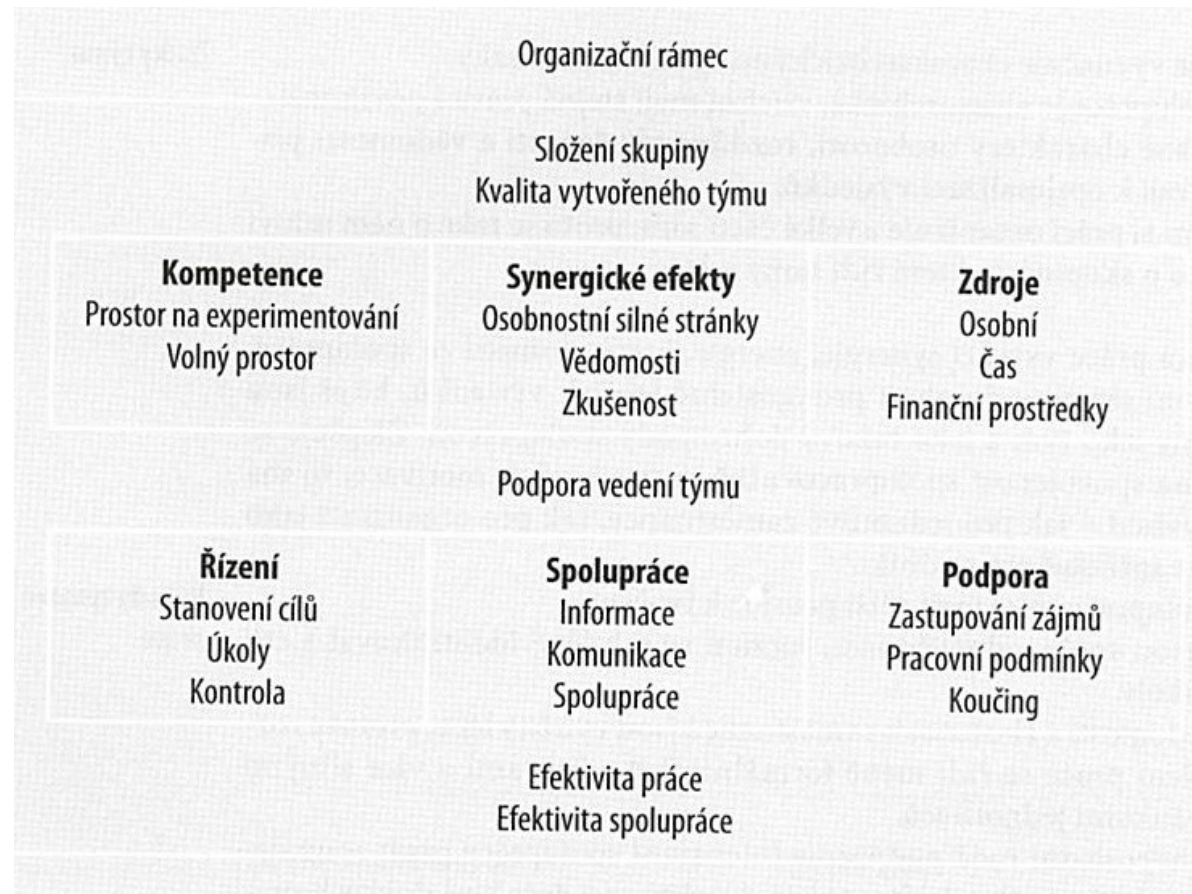 Organizační rámec
Složení skupiny
Kvalita vytvořeného týmu
Kompetence
Prostor na experimentování
Volný prostor
Synergické efekty
Osobnostní silné stránky
Vědomosti
Zkušenost
Zdroje
Osobní
Čas
Finanční prostředky
Podpora vedení týmu
Řízení
Stanovení cílů
Úkoly
Kontrola
Spolupráce
Informace
Komunikace
Spolupráce
Podpora
Zastupování zájmů
Pracovní podmínky
Koučing
Efektivita práce
Efektivita spolupráce